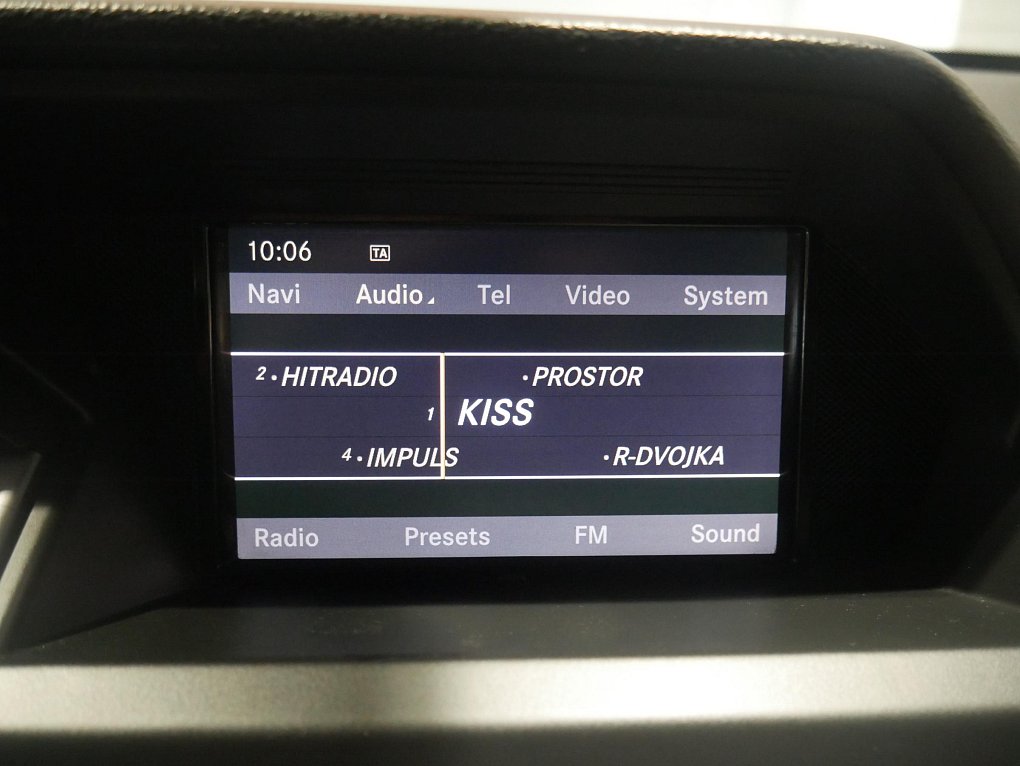 10:06 TA
Navi Audio Tel Video System
2 • HITRADIO • PROSTOR
1 KISS
4 • IMPULS • R-DVOJKA
Radio Presets FM Sound